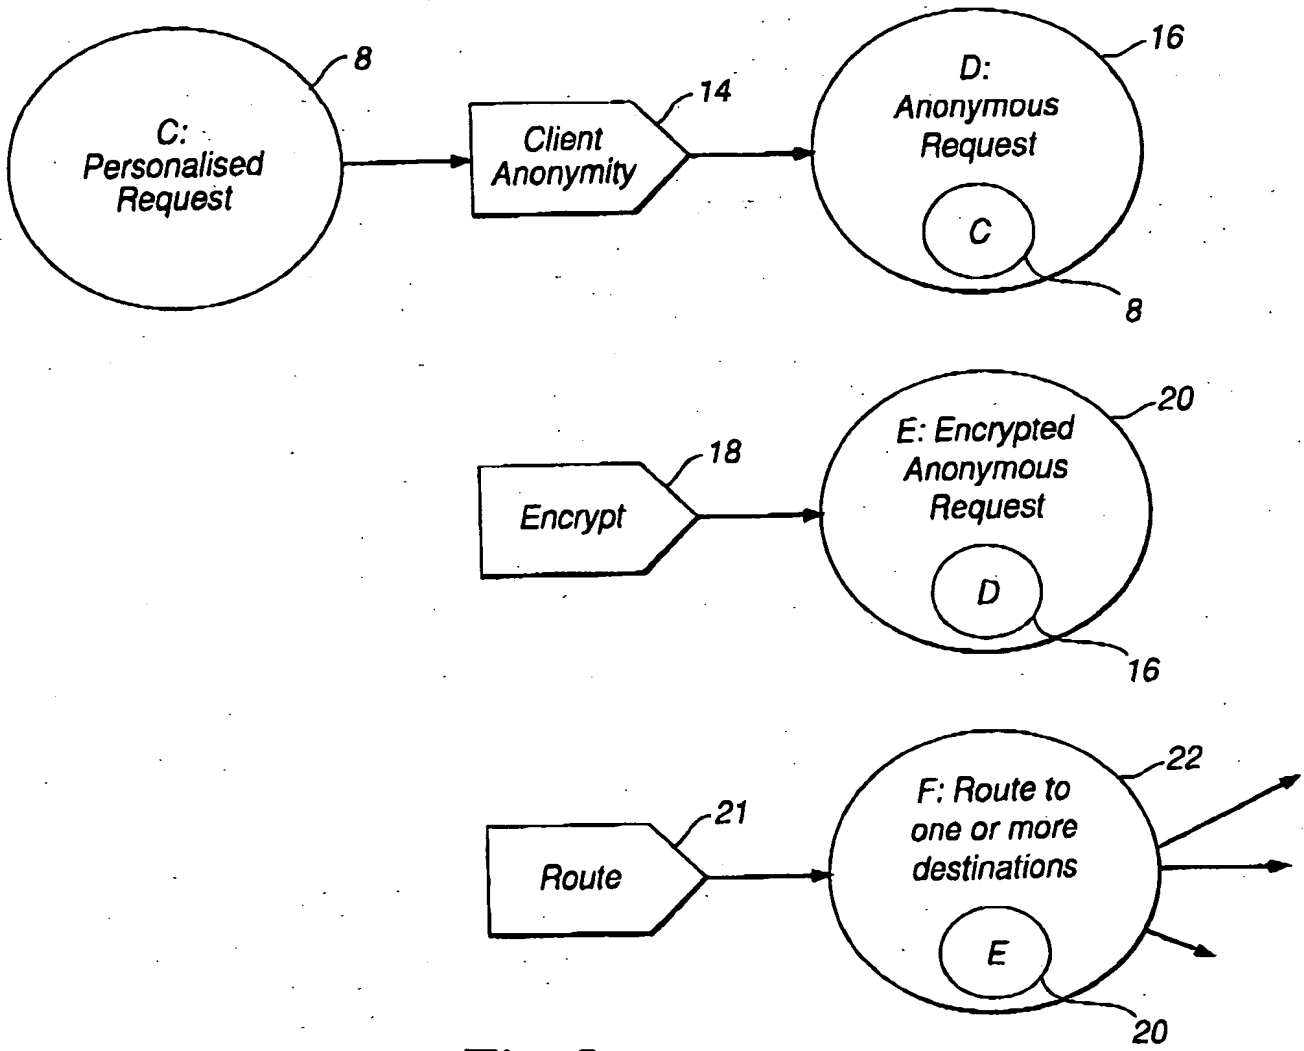 8
C:
Personalised
Request
14
Client
Anonymity
16
D:
Anonymous
Request
C
8
18
Encrypt
20
E: Encrypted
Anonymous
Request
D
16
21
Route
22
F: Route to
one or more
destinations
E
20